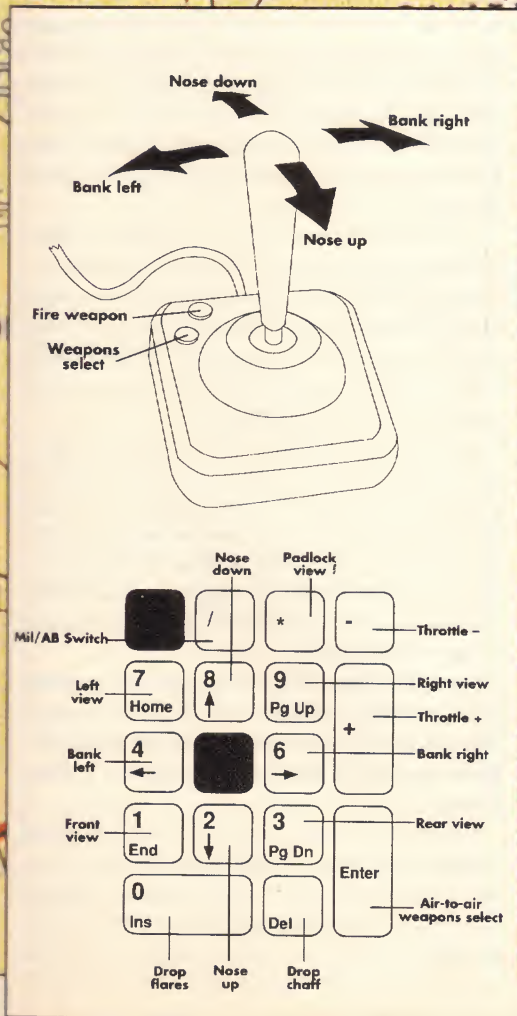 Nose down
Bank right
Bank left
Nose up
Fire weapon
Weapons
select
Nose
down
Padlock
view
/
*
-
Mil/AB Switch
Throttle –
Left
view
7
Home
8
↑
9
Pg Up
Right view
+
Throttle +
Bank
left
4
←
6
→
Bank right
Front
view
1
End
2
↓
3
Pg Dn
Rear view
Enter
0
Ins
Del
Air-to-air
weapons select
Drop
flares
Nose
up
Drop
chaff